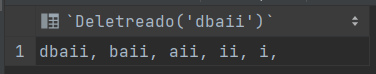 `Deletreado('dbaii')`
1 dbaii, baii, aii, ii, i,